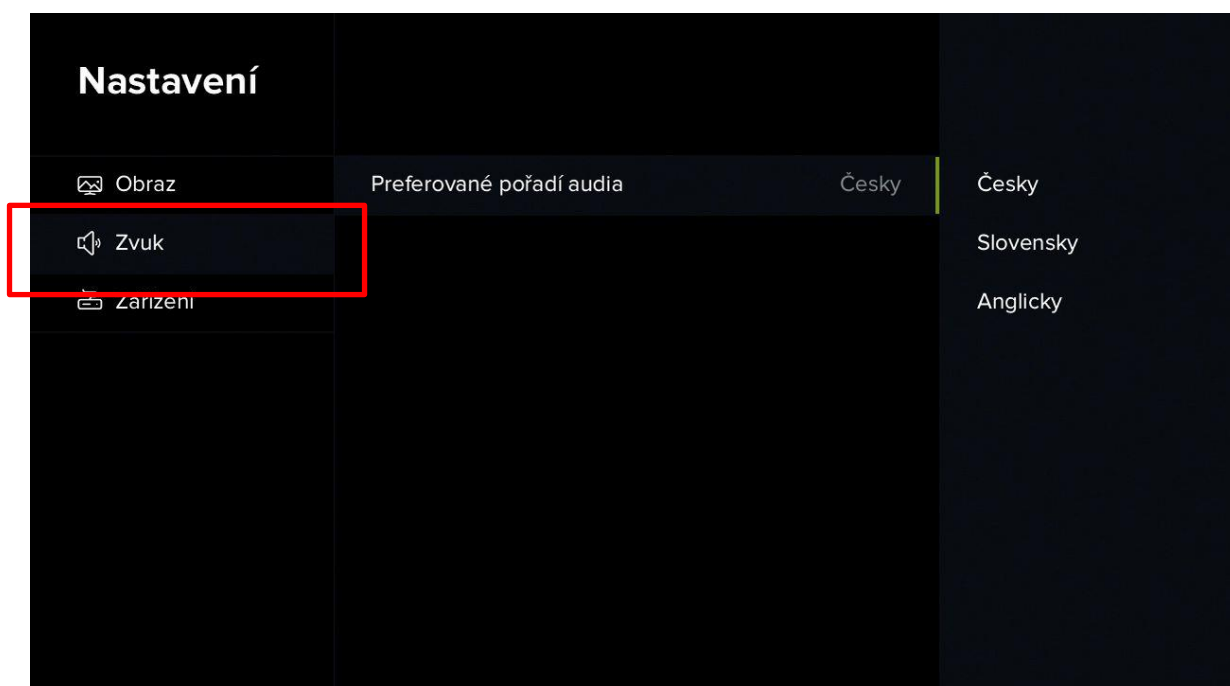 Nastavení
Obraz
Zvuk
Zařízení
Preferované pořadí audia Česky
Česky
Slovensky
Anglicky